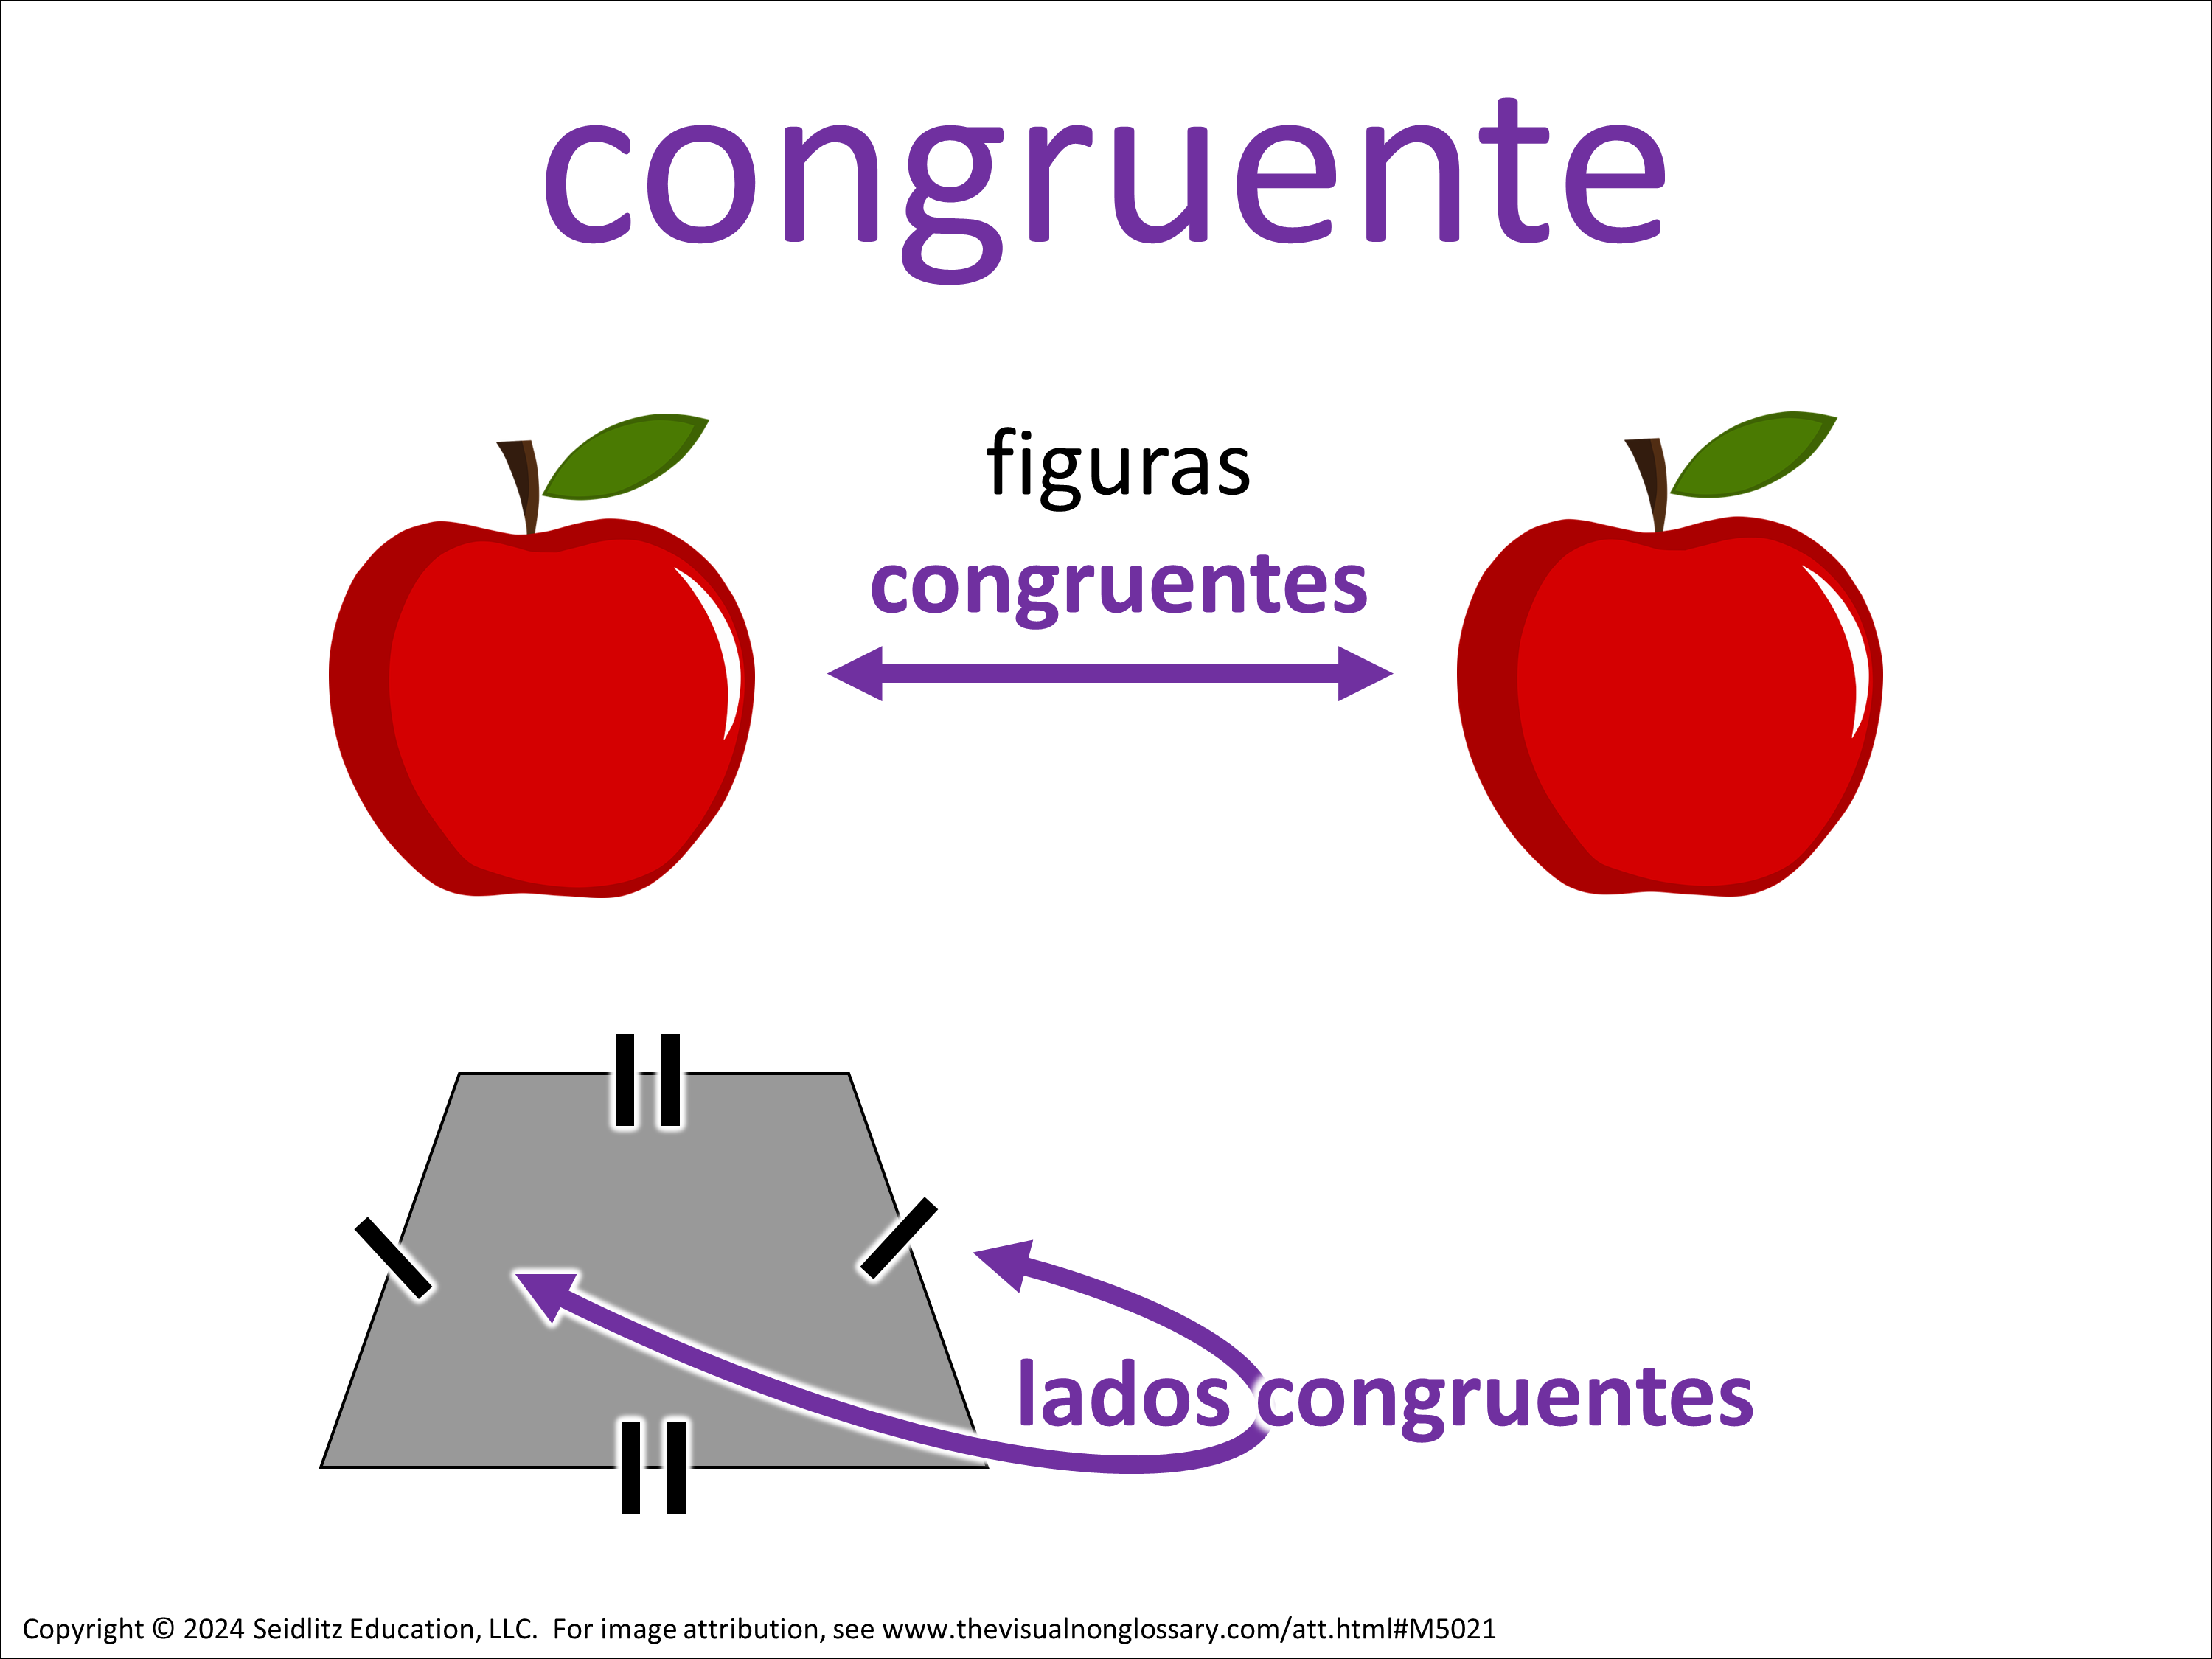 congruente
figuras
congruentes
lados congruentes
Copyright © 2024 Seidlitz Education, LLC.  For image attribution, see www.thevisualnonglossary.com/att.html#M5021